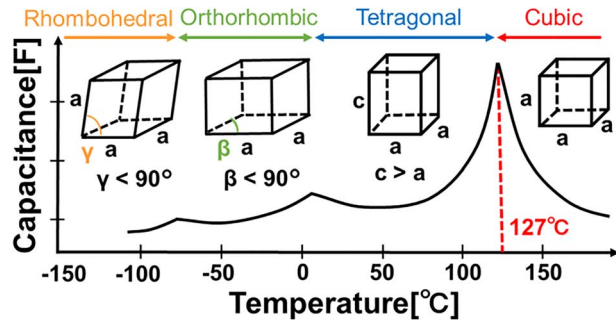 Rhombohedral Orthorhombic Tetragonal Cubic
Capacitance[F]
a
a
a
γ
γ < 90°
a
a
β
β < 90°
c
a
a
c > a
a
a
a
127℃
-150 -100 -50 0 50 100 150
Temperature[℃]